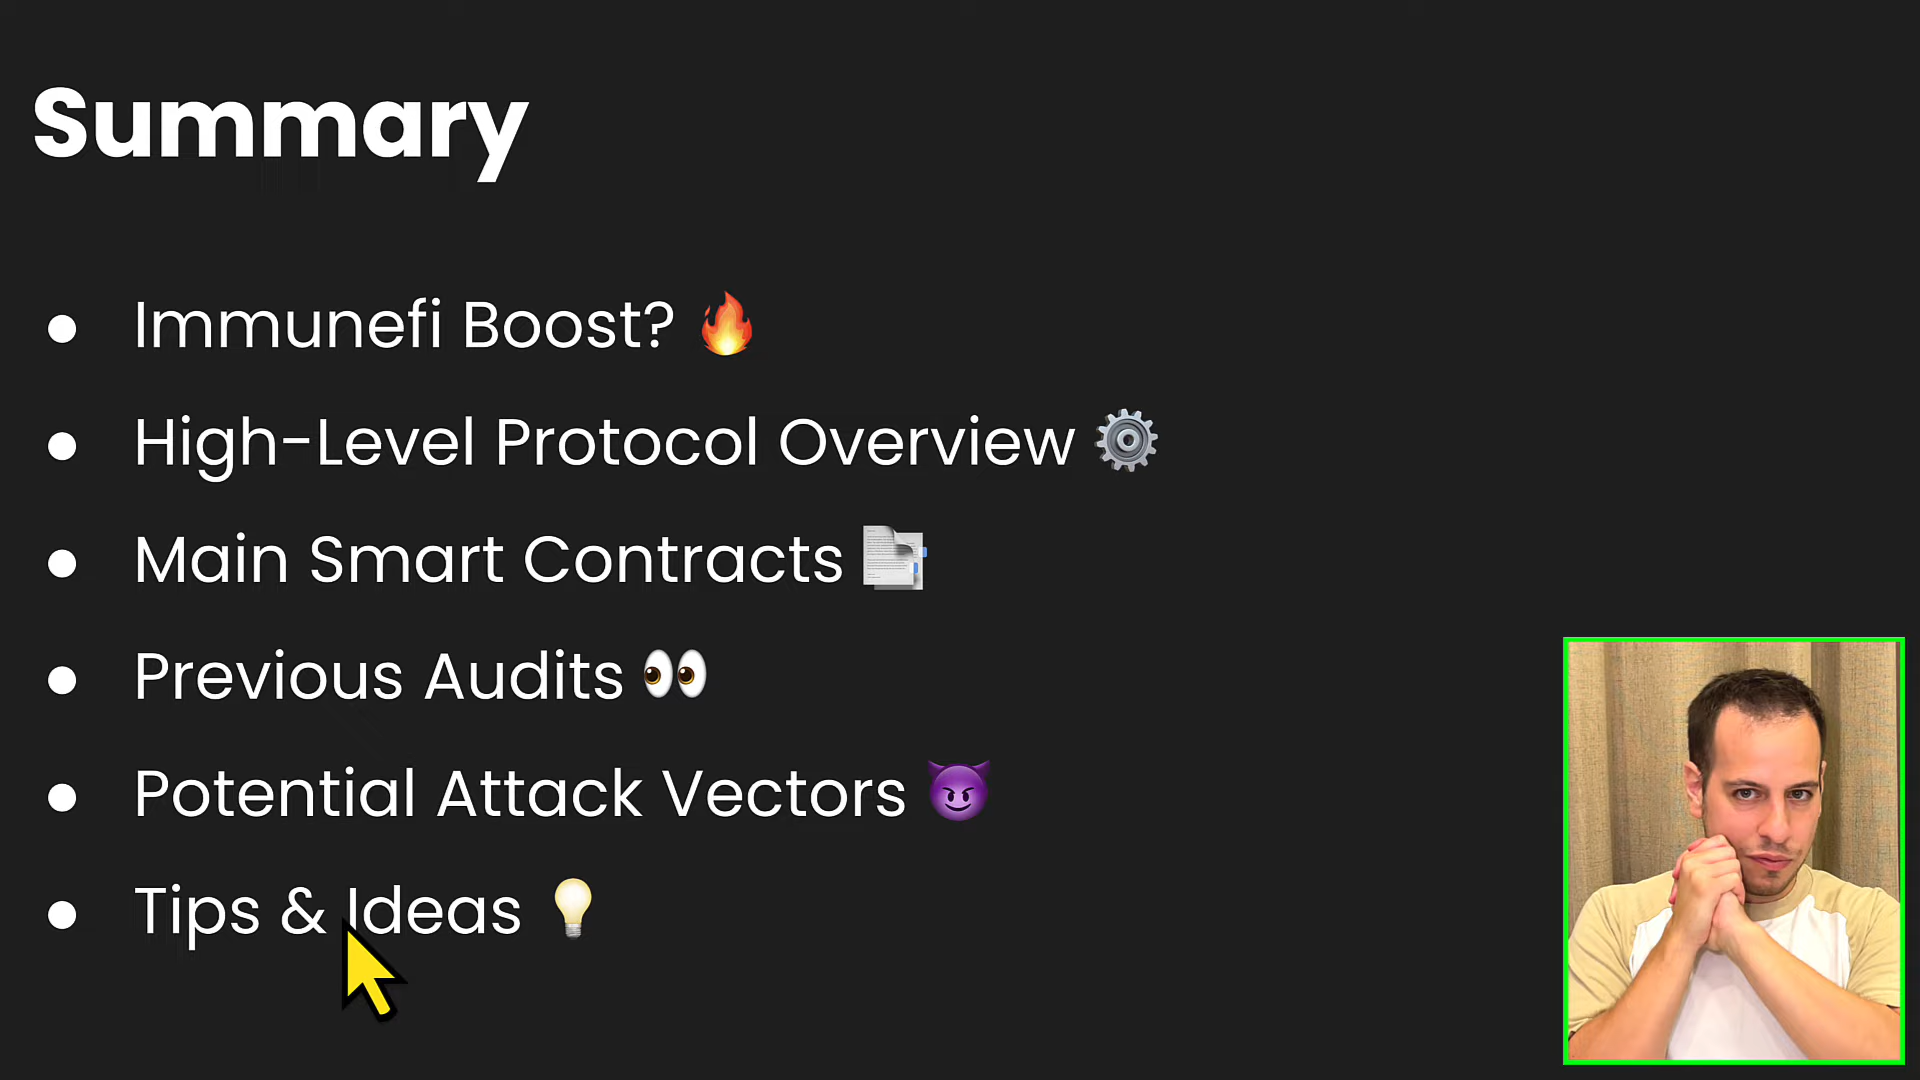 Summary
● Immunefi Boost? 🔥
● High-Level Protocol Overview ⚙️
● Main Smart Contracts 📑
● Previous Audits 👀
● Potential Attack Vectors 😈
● Tips & Ideas 💡